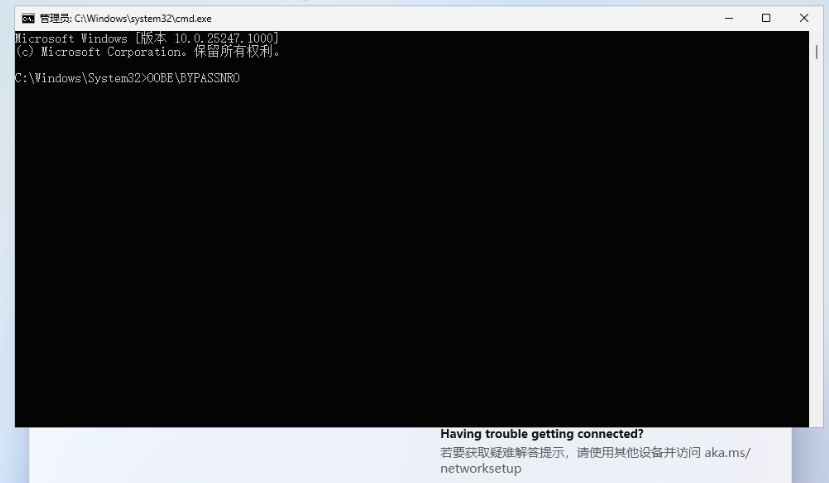 管理员: C:\Windows\system32\cmd.exe
Microsoft Windows [版本 10.0.25247.1000]
(c) Microsoft Corporation。保留所有权利。
C:\Windows\System32>OOBE\BYPASSNRO
Having trouble getting connected?
若要获取疑难解答提示，请使用其他设备并访问 aka.ms/
networksetup